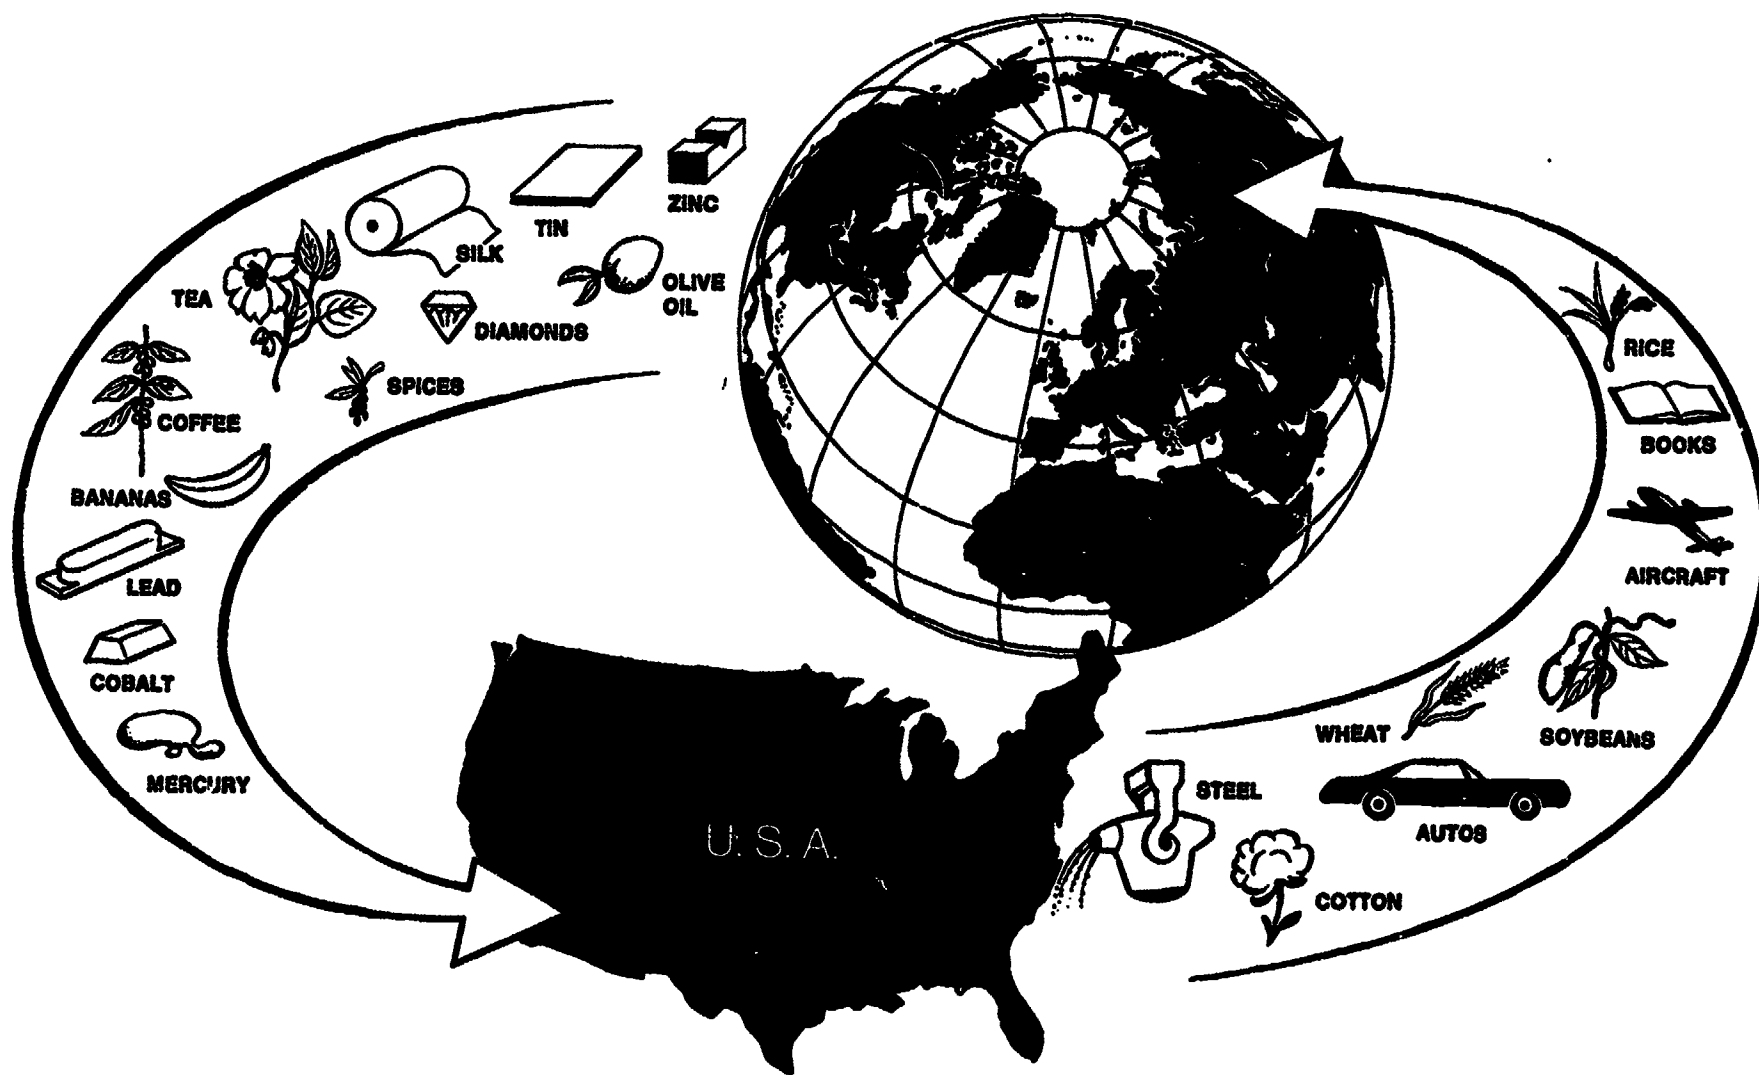 ZINC
TIN
SILK
OLIVE
OIL
TEA
DIAMONDS
SPICES
COFFEE
BANANAS
LEAD
COBALT
MERCURY
U.S.A.
RICE
BOOKS
AIRCRAFT
SOYBEANS
WHEAT
AUTOS
STEEL
COTTON